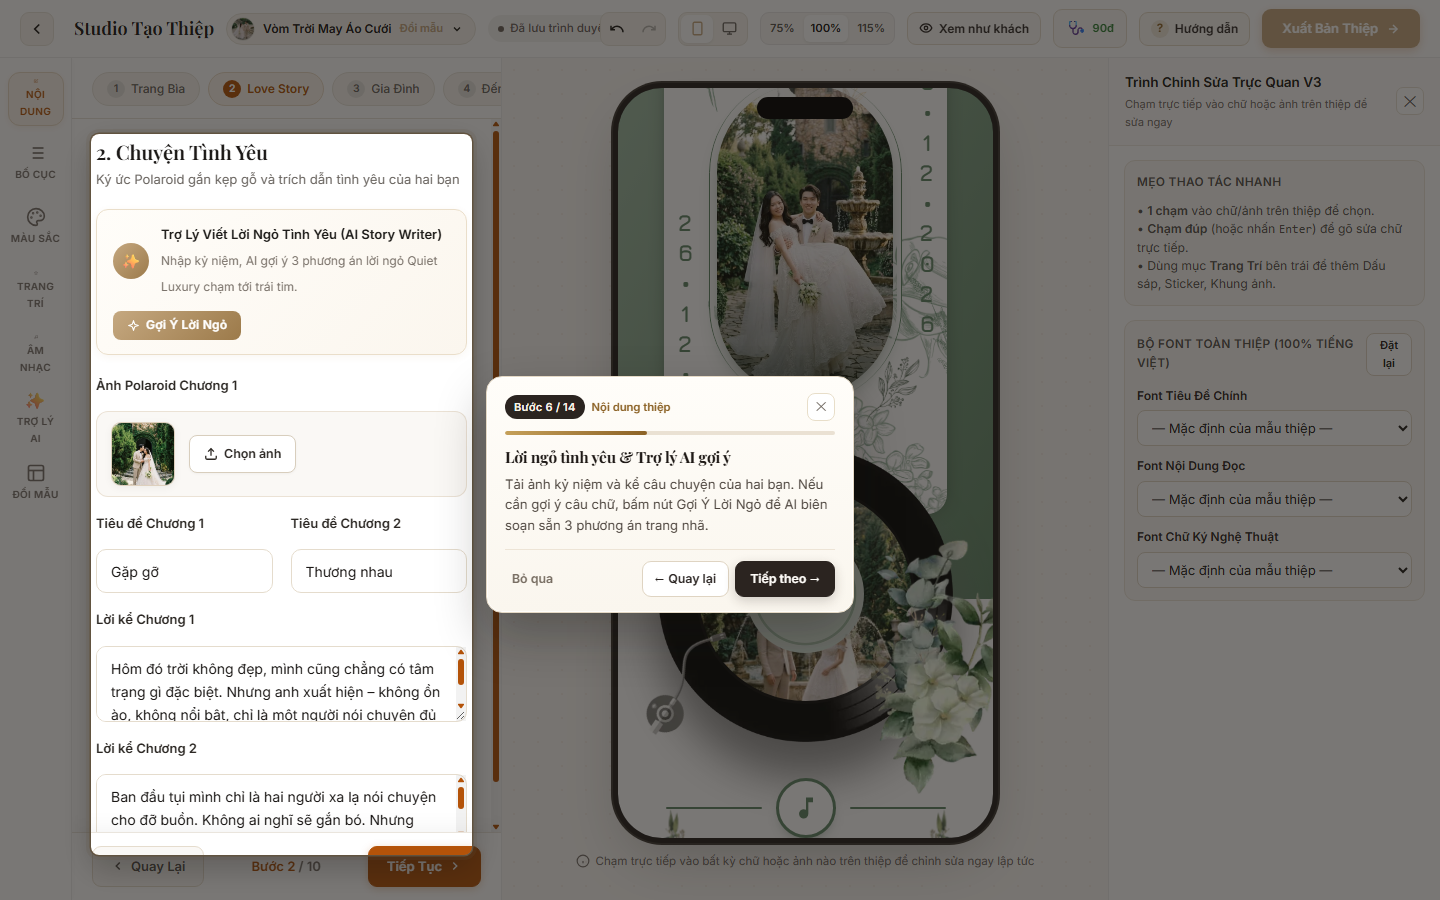 Studio Tạo Thiệp
Vòm Trời May Áo Cưới Đổi mẫu
Đã lưu trình duyệ
75% 100% 115%
Xem như khách
90đ
? Hướng dẫn
Xuất Bản Thiệp →
NỘI DUNG
BỐ CỤC
MÀU SẮC
TRANG TRÍ
ÂM NHẠC
TRỢ LÝ AI
ĐỔI MẪU
1 Trang Bìa
2 Love Story
3 Gia Đình
4 Đến
2. Chuyện Tình Yêu
Ký ức Polaroid gắn kẹp gỗ và trích dẫn tình yêu của hai bạn
Trợ Lý Viết Lời Ngỏ Tình Yêu (AI Story Writer)
Nhập kỷ niệm, AI gợi ý 3 phương án lời ngỏ Quiet
Luxury chạm tới trái tim.
Gợi Ý Lời Ngỏ
Ảnh Polaroid Chương 1
Chọn ảnh
Tiêu đề Chương 1
Tiêu đề Chương 2
Gặp gỡ
Thương nhau
Lời kể Chương 1
Hôm đó trời không đẹp, mình cũng chẳng có tâm
trạng gì đặc biệt. Nhưng anh xuất hiện – không ồn
ào, không nổi bật, chỉ là một người nói chuyện đủ
Lời kể Chương 2
Ban đầu tụi mình chỉ là hai người xa lạ nói chuyện
cho đỡ buồn. Không ai nghĩ sẽ gắn bó. Nhưng
Quay Lại
Bước 2 / 10
Tiếp Tục
26•12
•12•2026
Bước 6 / 14
Nội dung thiệp
Lời ngỏ tình yêu & Trợ lý AI gợi ý
Tải ảnh kỷ niệm và kể câu chuyện của hai bạn. Nếu
cần gợi ý câu chữ, bấm nút Gợi Ý Lời Ngỏ để AI biên
soạn sẵn 3 phương án trang nhã.
Bỏ qua
← Quay lại
Tiếp theo →
Chạm trực tiếp vào bất kỳ chữ hoặc ảnh nào trên thiệp để chỉnh sửa ngay lập tức
Trình Chỉnh Sửa Trực Quan V3
Chạm trực tiếp vào chữ hoặc ảnh trên thiệp để
sửa ngay
MẸO THAO TÁC NHANH
• 1 chạm vào chữ/ảnh trên thiệp để chọn.
• Chạm đúp (hoặc nhấn Enter) để gõ sửa chữ
trực tiếp.
• Dùng mục Trang Trí bên trái để thêm Dấu
sáp, Sticker, Khung ảnh.
BỘ FONT TOÀN THIỆP (100% TIẾNG
VIỆT)
Đặt
lại
Font Tiêu Đề Chính
— Mặc định của mẫu thiệp —
Font Nội Dung Đọc
— Mặc định của mẫu thiệp —
Font Chữ Ký Nghệ Thuật
— Mặc định của mẫu thiệp —